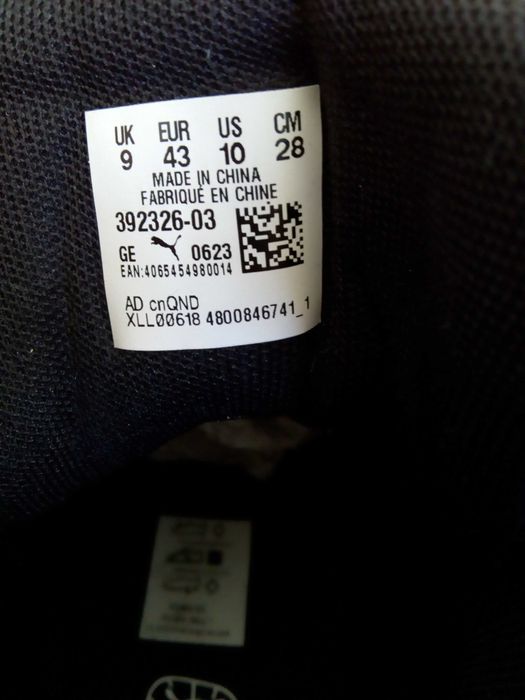 UK EUR US CM
9 43 10 28
MADE IN CHINA
FABRIQUÉ EN CHINE
392326-03
GE 0623
EAN:4065454980014
AD cnQND
XLL00618 4800846741_1